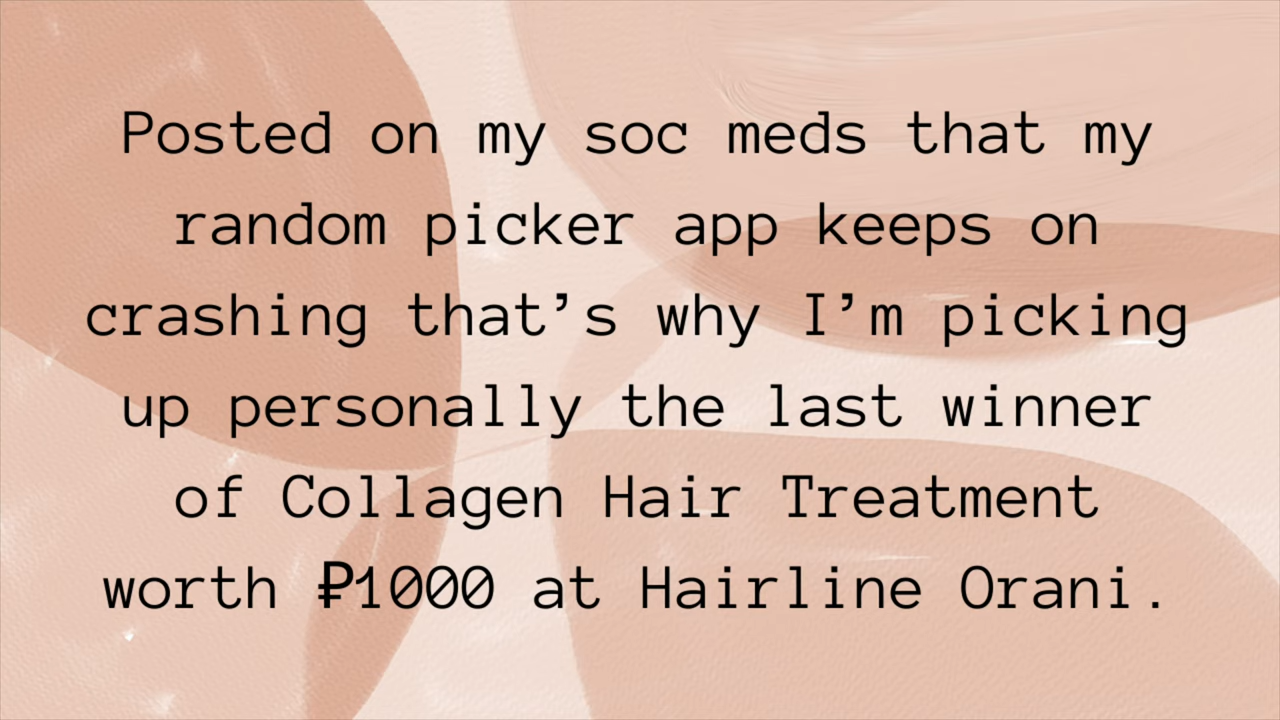 Posted on my soc meds that my
random picker app keeps on
crashing that’s why I’m picking
up personally the last winner
of Collagen Hair Treatment
worth ₽1000 at Hairline Orani.